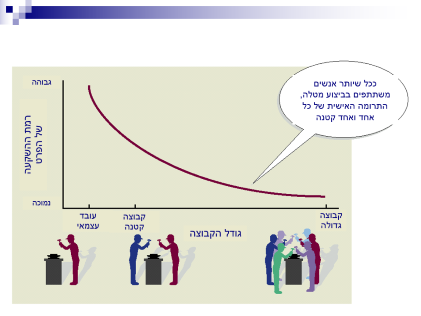 ככל שיותר אנשים
משתתפים בביצוע מטלה,
התרומה האישית של כל
אחד ואחד קטנה
גבוהה
רמת ההשקעה
של הפרט
נמוכה
עובד
עצמאי
קבוצה
קטנה
גודל הקבוצה
קבוצה
גדולה